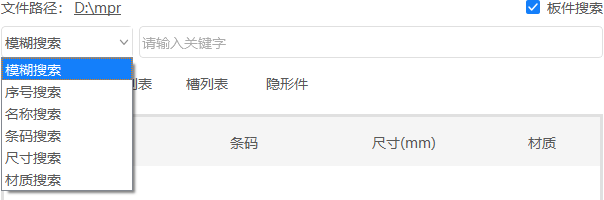 文件路径： D:\mpr
板件搜索
模糊搜索
请输入关键字
模糊搜索
序号搜索
名称搜索
条码搜索
尺寸搜索
材质搜索
列表 槽列表 隐形件
条码 尺寸(mm) 材质